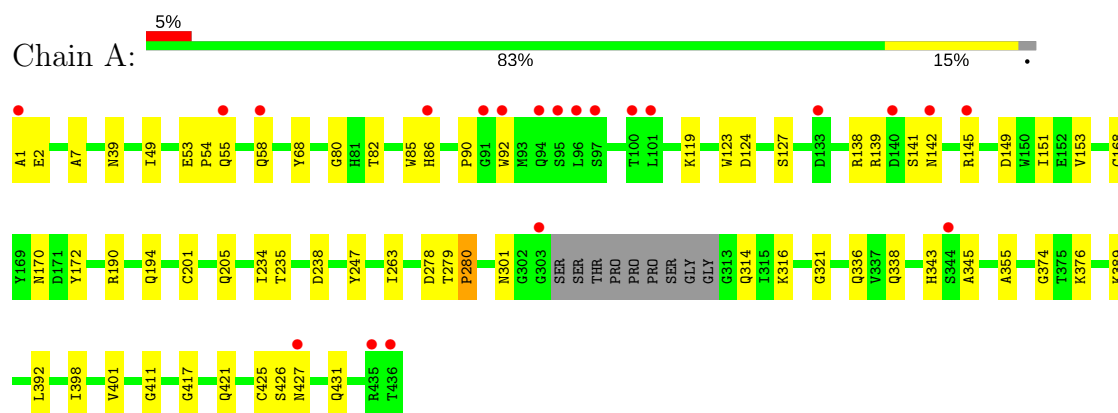 5%
Chain A:
83% 15% •
A1 E2 A7 N39 I49 E53 P54 Q55 Q58 Y68 G80 H81 T82 W85 H86 P90 G91 W92 M93 Q94 S95 L96 S97 T100 L101 K119 W123 D124 S127 D133 R138 R139 D140 S141 N142 R145 D149 W150 I151 E152 V153
Y169 N170 D171 Y172 R190 Q194 C201 Q205 I234 T235 D238 Y247 I263 D278 T279 P280 N301 G302 G303 SER SER THR PRO PRO PRO SER GLY GLY G313 Q314 I315 K316 G321 Q336 V337 Q338 H343 S344 A345 A355 G374 T375 K376
L392 I398 V401 G411 G417 Q421 C425 S426 N427 Q431 R435 T436